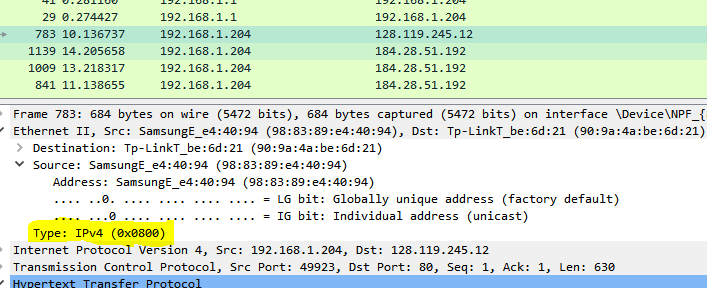 41 0.281160 192.168.1.1 192.168.1.204
29 0.274427 192.168.1.1 192.168.1.204
783 10.136737 192.168.1.204 128.119.245.12
1139 14.205658 192.168.1.204 184.28.51.192
1009 13.218317 192.168.1.204 184.28.51.192
841 11.138655 192.168.1.204 184.28.51.192
Frame 783: 684 bytes on wire (5472 bits), 684 bytes captured (5472 bits) on interface \Device\NPF_{
Ethernet II, Src: SamsungE_e4:40:94 (98:83:89:e4:40:94), Dst: Tp-LinkT_be:6d:21 (90:9a:4a:be:6d:21)
Destination: Tp-LinkT_be:6d:21 (90:9a:4a:be:6d:21)
Source: SamsungE_e4:40:94 (98:83:89:e4:40:94)
Address: SamsungE_e4:40:94 (98:83:89:e4:40:94)
.... ..0. .... .... .... .... = LG bit: Globally unique address (factory default)
.... ...0 .... .... .... .... = IG bit: Individual address (unicast)
Type: IPv4 (0x0800)
Internet Protocol Version 4, Src: 192.168.1.204, Dst: 128.119.245.12
Transmission Control Protocol, Src Port: 49923, Dst Port: 80, Seq: 1, Ack: 1, Len: 630
Hypertext Transfer Protocol